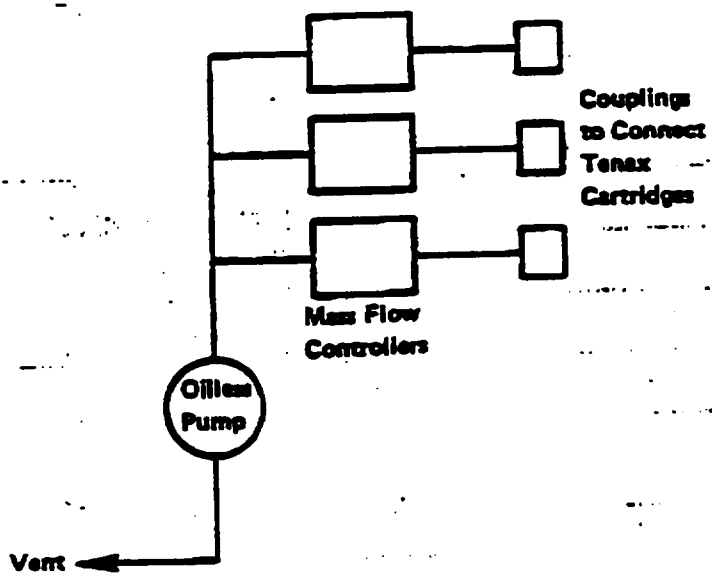 Couplings
to Connect
Tenax
Cartridges
Mass Flow
Controllers
Oilless
Pump
Vent